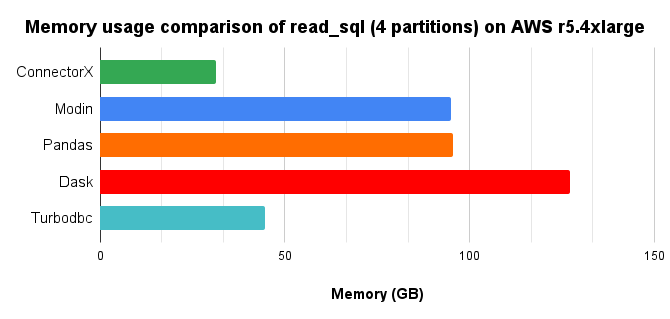 Memory usage comparison of read_sql (4 partitions) on AWS r5.4xlarge
ConnectorX
Modin
Pandas
Dask
Turbodbc
0 50 100 150
Memory (GB)